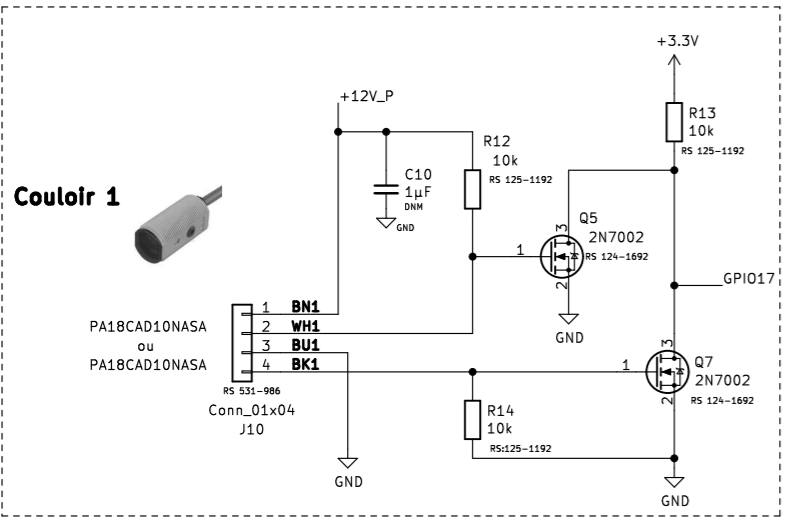 +3.3V
R13
10k
RS 125-1192
+12V_P
R12
10k
RS 125-1192
C10
1µF
DNM
GND
Couloir 1
Q5
2N7002
RS 124-1692
3
1
2
GND
GPIO17
1 BN1
2 WH1
3 BU1
4 BK1
PA18CAD10NASA
ou
PA18CAD10NASA
RS 531-986
Conn_01x04
J10
3
1
2
Q7
2N7002
RS 124-1692
R14
10k
RS:125-1192
GND
GND